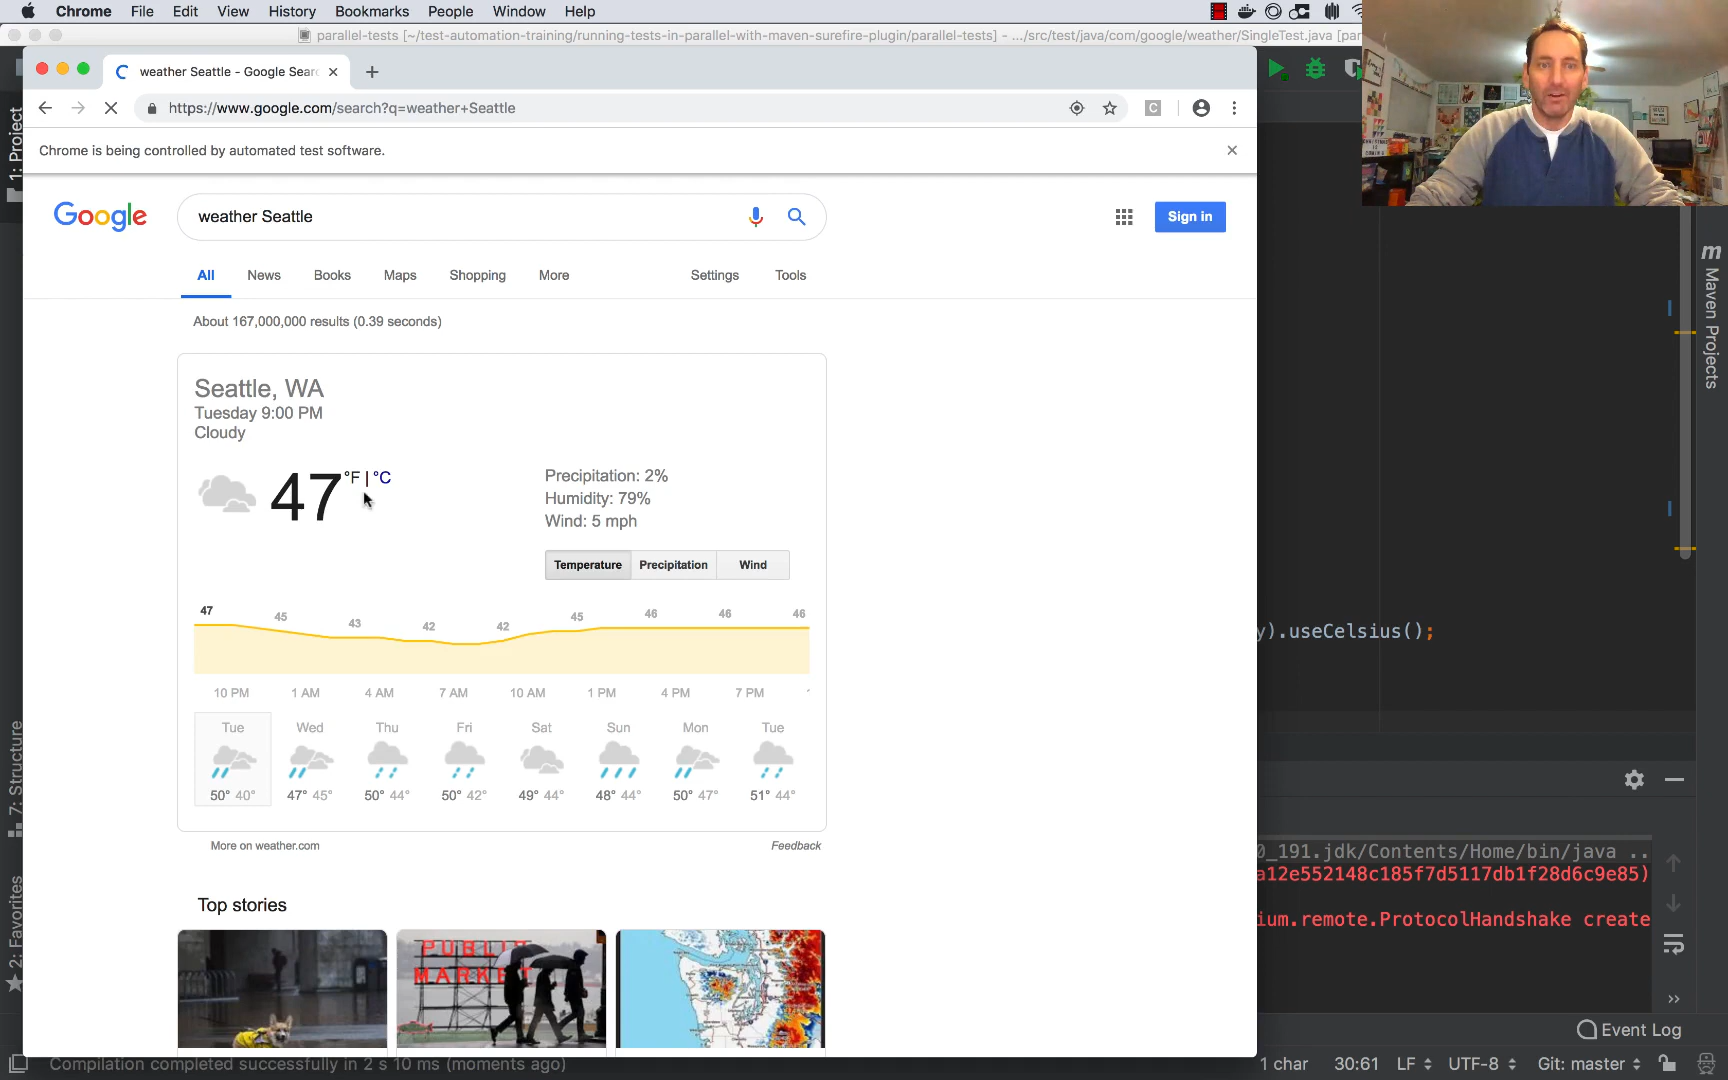 Chrome File Edit View History Bookmarks People Window Help
parallel-tests [~/test-automation-training/running-tests-in-parallel-with-maven-surefire-plugin/parallel-tests] - .../src/test/java/com/google/weather/SingleTest.java [par
weather Seattle - Google Sear
https://www.google.com/search?q=weather+Seattle
Chrome is being controlled by automated test software.
Google
weather Seattle
Sign in
All News Books Maps Shopping More Settings Tools
About 167,000,000 results (0.39 seconds)
Seattle, WA
Tuesday 9:00 PM
Cloudy
47 °F | °C
Precipitation: 2%
Humidity: 79%
Wind: 5 mph
Temperature Precipitation Wind
47 45 43 42 42 45 46 46 46
10 PM 1 AM 4 AM 7 AM 10 AM 1 PM 4 PM 7 PM
Tue Wed Thu Fri Sat Sun Mon Tue
50° 40° 47° 45° 50° 44° 50° 42° 49° 44° 48° 44° 50° 47° 51° 44°
More on weather.com
Feedback
Top stories
PUBLIC
MARKET
1: Project
7: Structure
2: Favorites
m Maven Projects
y).useCelsius();
0_191.jdk/Contents/Home/bin/java ...
a12e552148c185f7d5117db1f28d6c9e85)
ium.remote.ProtocolHandshake create
Event Log
Compilation completed successfully in 2 s 10 ms (moments ago)
1 char 30:61 LF UTF-8 Git: master